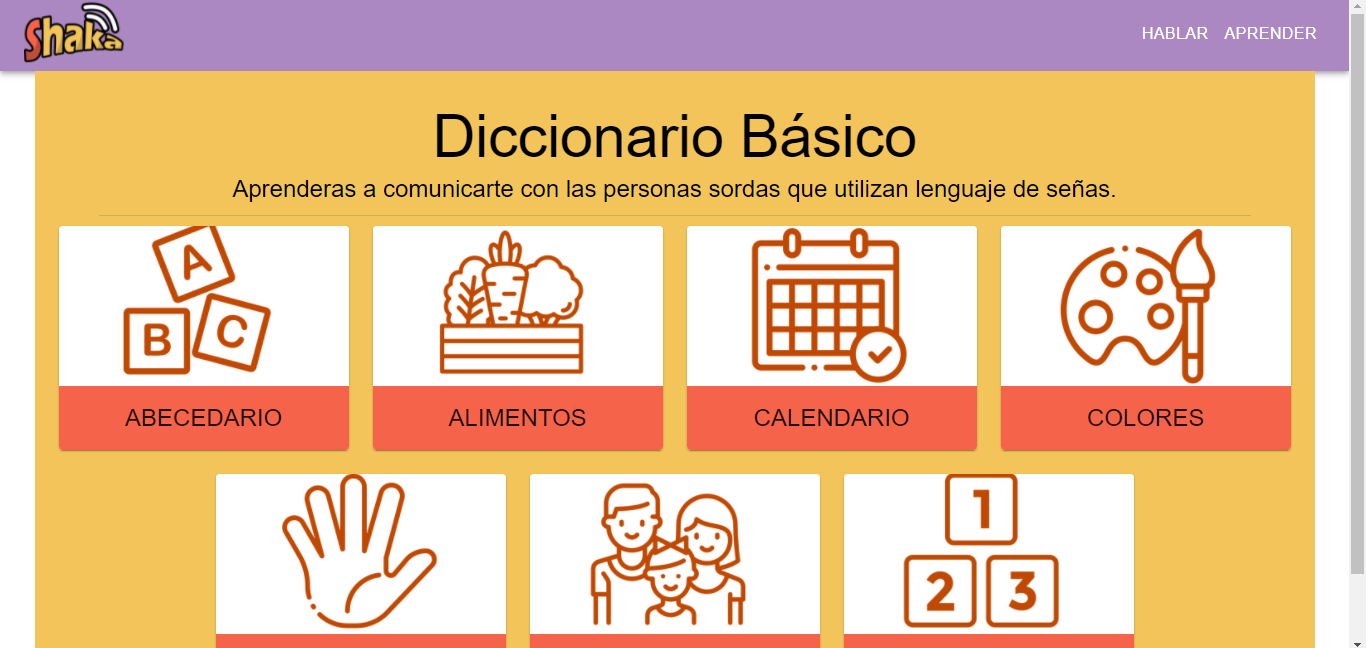 Shaka
HABLAR APRENDER
Diccionario Básico
Aprenderas a comunicarte con las personas sordas que utilizan lenguaje de señas.
A
B C
ABECEDARIO ALIMENTOS CALENDARIO COLORES
1
2 3